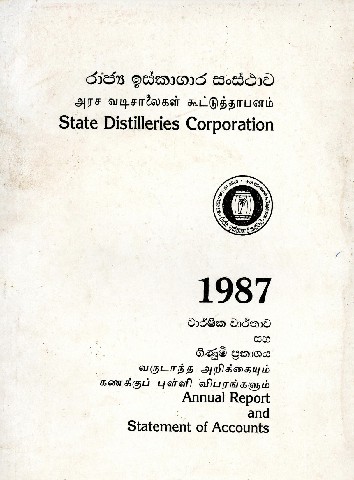 රාජ්‍ය ඉස්කාගාර සංස්ථාව
அரச வடிசாலைகள் கூட்டுத்தாபனம்
State Distilleries Corporation
1987
වාර්ෂික වාර්තාව
සහ
ගිණුම් ප්‍රකාශය
வருடாந்த அறிக்கையும்
கணக்குப் புள்ளி விபரங்களும்
Annual Report
and
Statement of Accounts